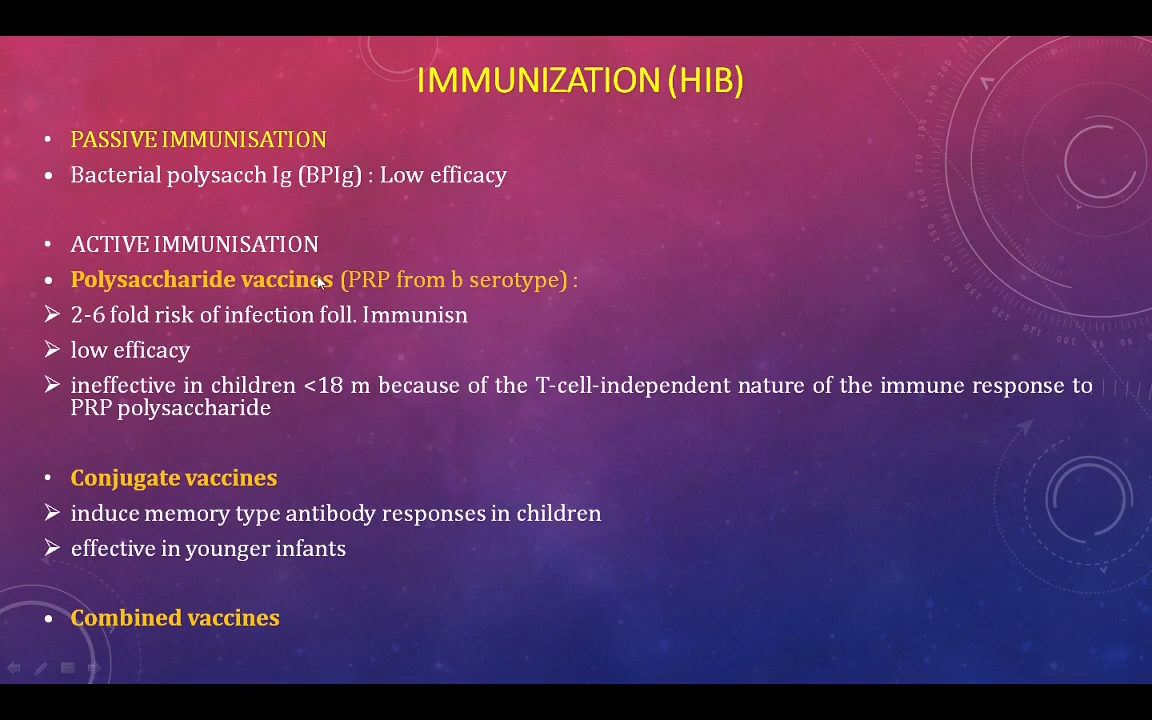 IMMUNIZATION (HIB)
• PASSIVE IMMUNISATION
• Bacterial polysacch Ig (BPIg) : Low efficacy
• ACTIVE IMMUNISATION
• Polysaccharide vaccines (PRP from b serotype) :
➢ 2-6 fold risk of infection foll. Immunisn
➢ low efficacy
➢ ineffective in children <18 m because of the T-cell-independent nature of the immune response to
PRP polysaccharide
• Conjugate vaccines
➢ induce memory type antibody responses in children
➢ effective in younger infants
• Combined vaccines